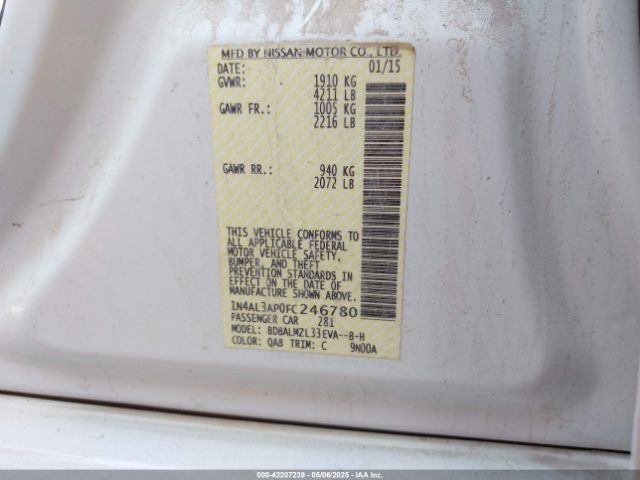 MFD BY NISSAN MOTOR CO., LTD.
DATE: 01/15
GVWR: 1910 KG
4211 LB
GAWR FR.: 1005 KG
2216 LB
GAWR RR.: 940 KG
2072 LB
THIS VEHICLE CONFORMS TO
ALL APPLICABLE FEDERAL
MOTOR VEHICLE SAFETY,
BUMPER, AND THEFT
PREVENTION STANDARDS IN
EFFECT ON THE DATE OF
MANUFACTURE SHOWN ABOVE.
1N4AL3AP0FC246780
PASSENGER CAR 281
MODEL: BDBALMZL33EVA--B-H
COLOR: QAB TRIM: C 9N00A
000-42207239 - 05/06/2025 - IAA Inc.